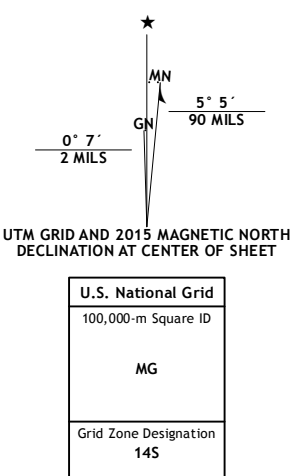 ★
MN
GN
5° 5´
90 MILS
0° 7´
2 MILS
UTM GRID AND 2015 MAGNETIC NORTH
DECLINATION AT CENTER OF SHEET
U.S. National Grid
100,000-m Square ID
MG
Grid Zone Designation
14S